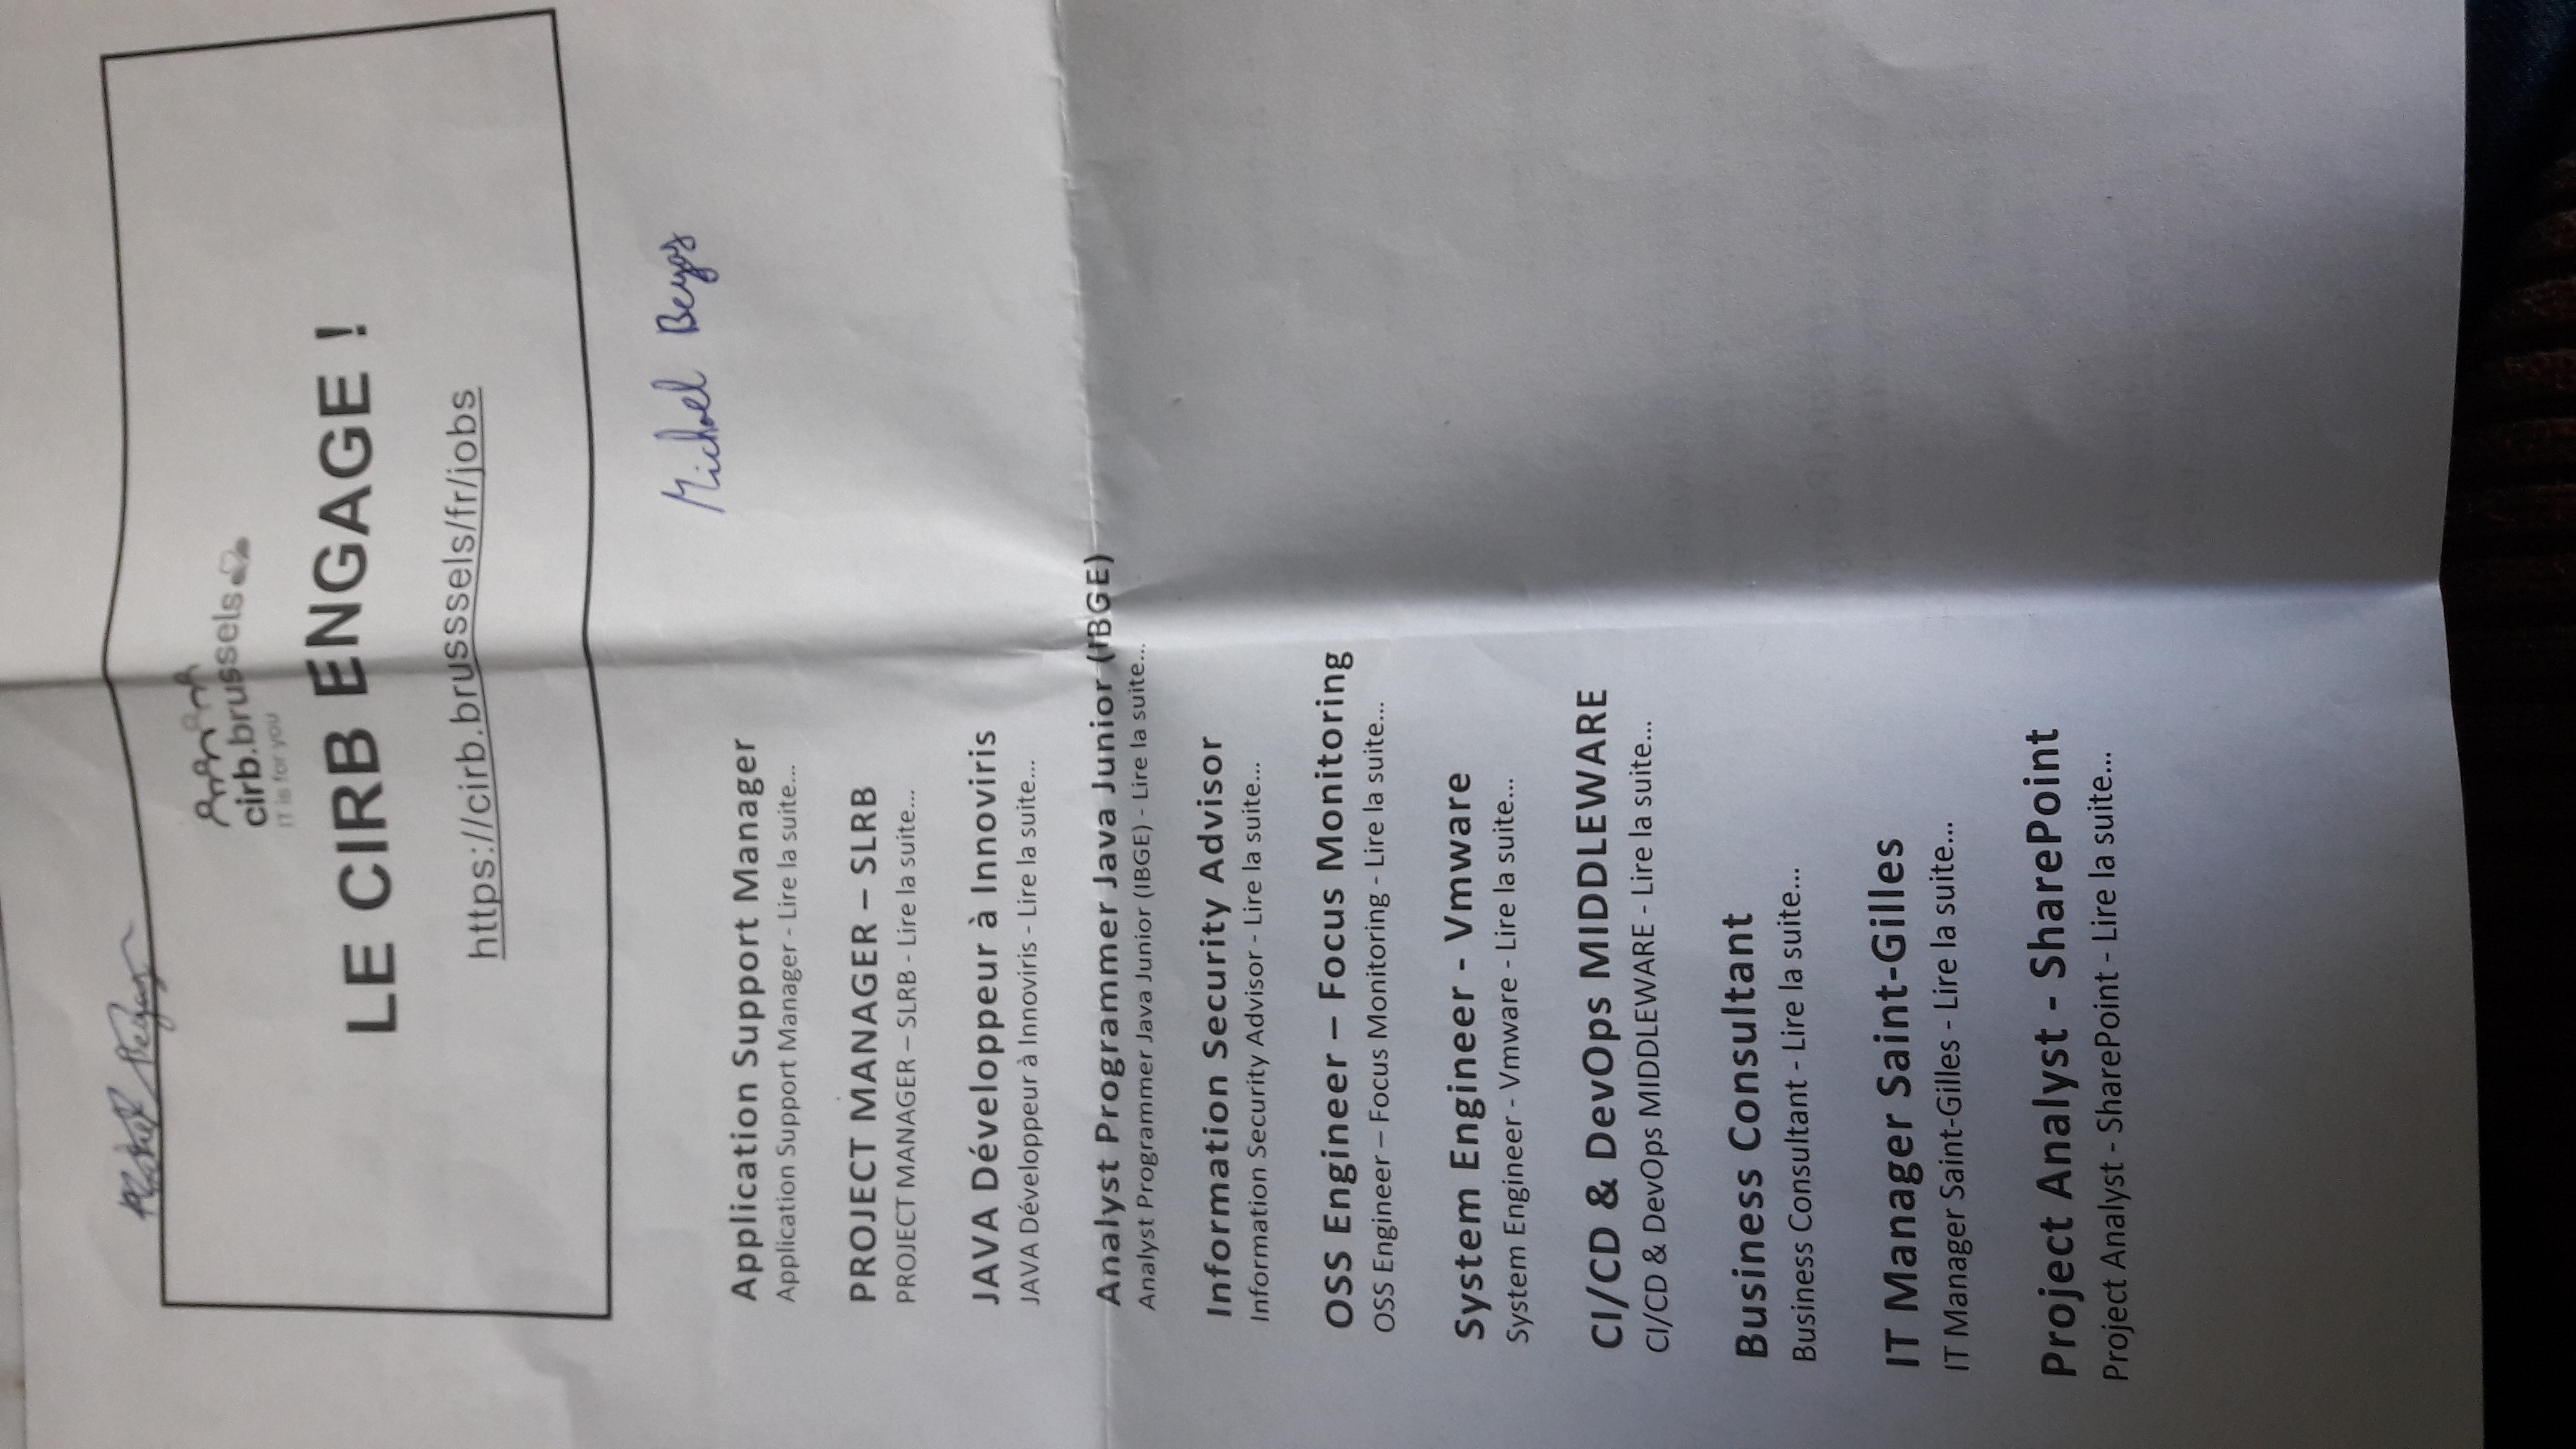 cirb.brussels
IT is for you
LE CIRB ENGAGE !
https://cirb.brusssels/fr/jobs
Michael Beyas
Application Support Manager
Application Support Manager - Lire la suite...
PROJECT MANAGER – SLRB
PROJECT MANAGER – SLRB - Lire la suite...
JAVA Développeur à Innoviris
JAVA Développeur à Innoviris - Lire la suite...
Analyst Programmer Java Junior (IBGE)
Analyst Programmer Java Junior (IBGE) - Lire la suite...
Information Security Advisor
Information Security Advisor - Lire la suite...
OSS Engineer – Focus Monitoring
OSS Engineer – Focus Monitoring - Lire la suite...
System Engineer - Vmware
System Engineer - Vmware - Lire la suite...
CI/CD & DevOps MIDDLEWARE
CI/CD & DevOps MIDDLEWARE - Lire la suite...
Business Consultant
Business Consultant - Lire la suite...
IT Manager Saint-Gilles
IT Manager Saint-Gilles - Lire la suite...
Project Analyst - SharePoint
Project Analyst - SharePoint - Lire la suite...